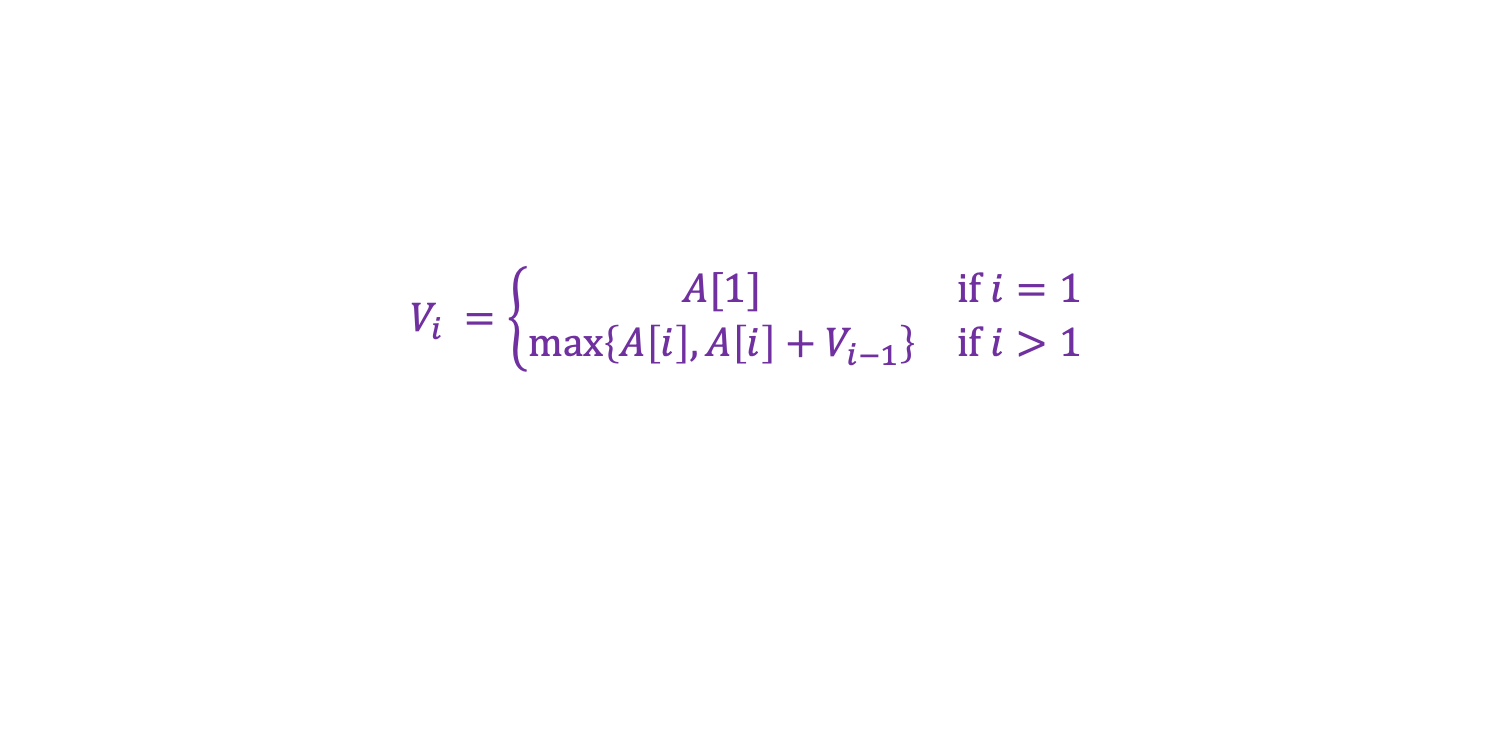 V_i = { A[1] if i = 1
max{A[i], A[i] + V_{i−1}} if i > 1